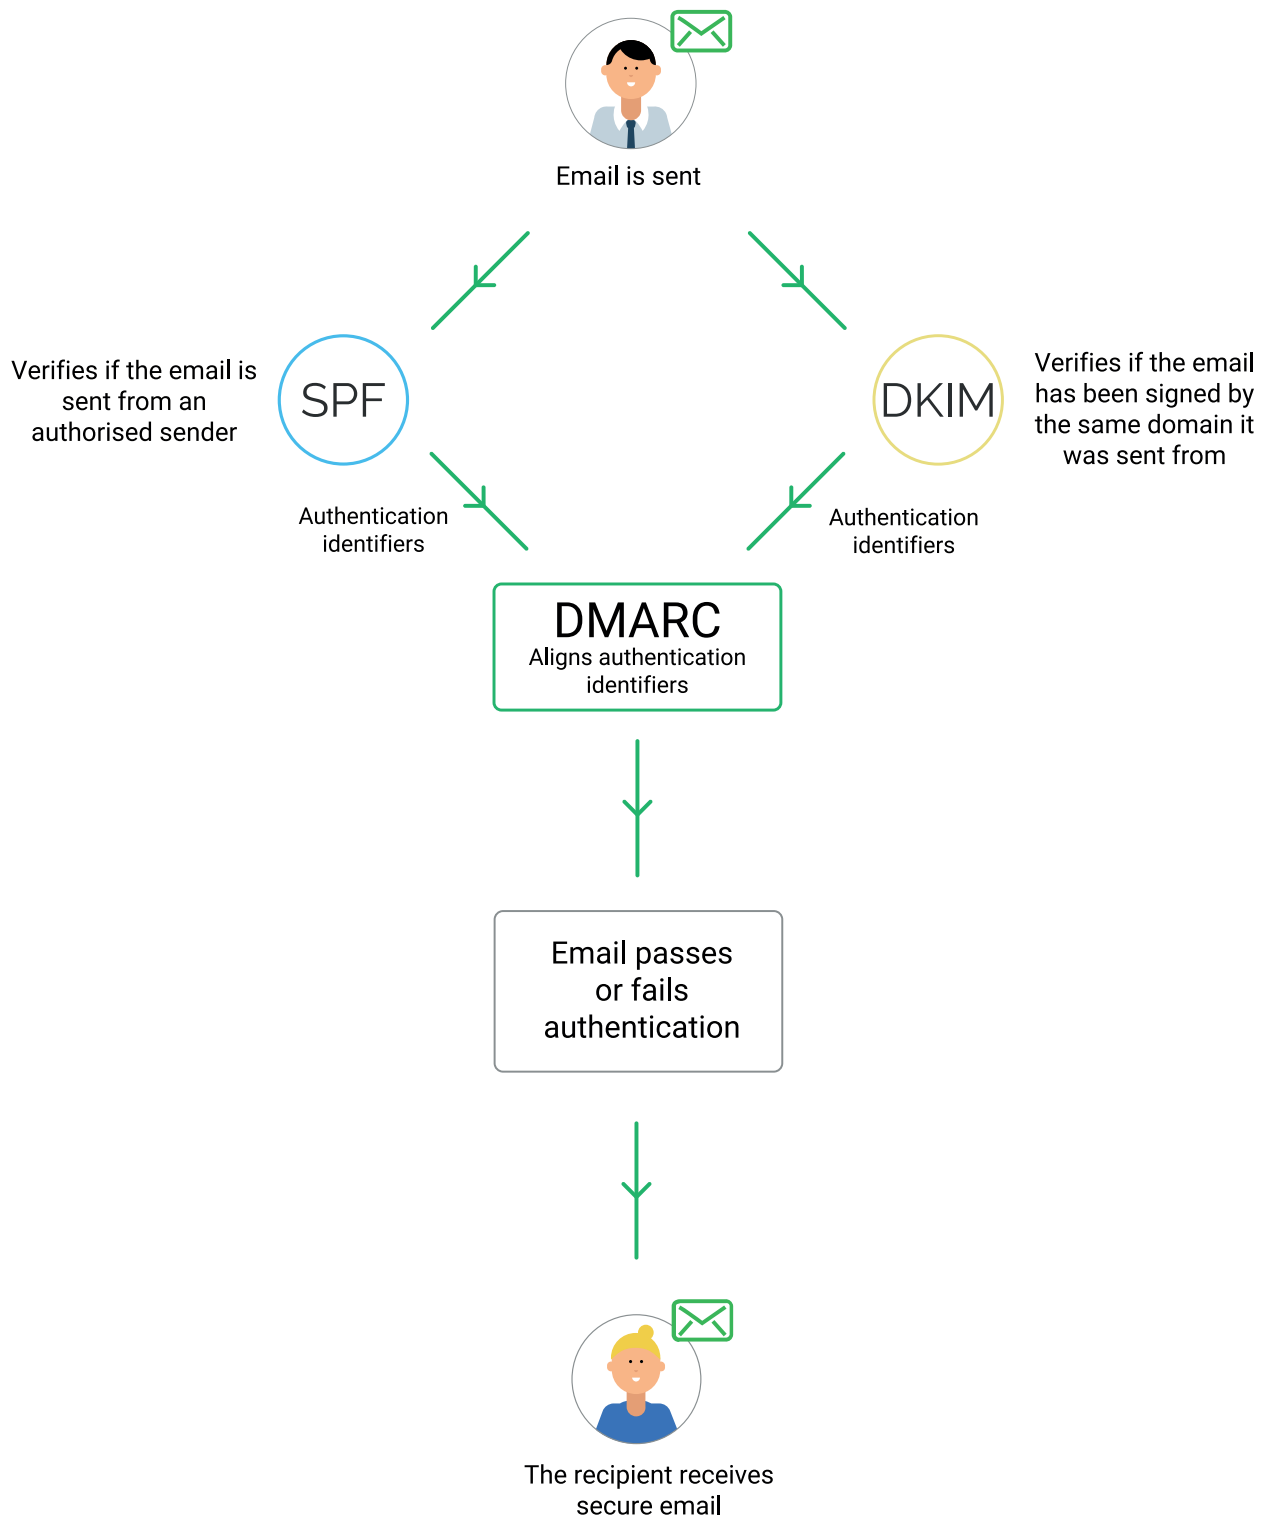 Email is sent
Verifies if the email is
sent from an
authorised sender
SPF
DKIM
Verifies if the email
has been signed by
the same domain it
was sent from
Authentication
identifiers
Authentication
identifiers
DMARC
Aligns authentication
identifiers
Email passes
or fails
authentication
The recipient receives
secure email